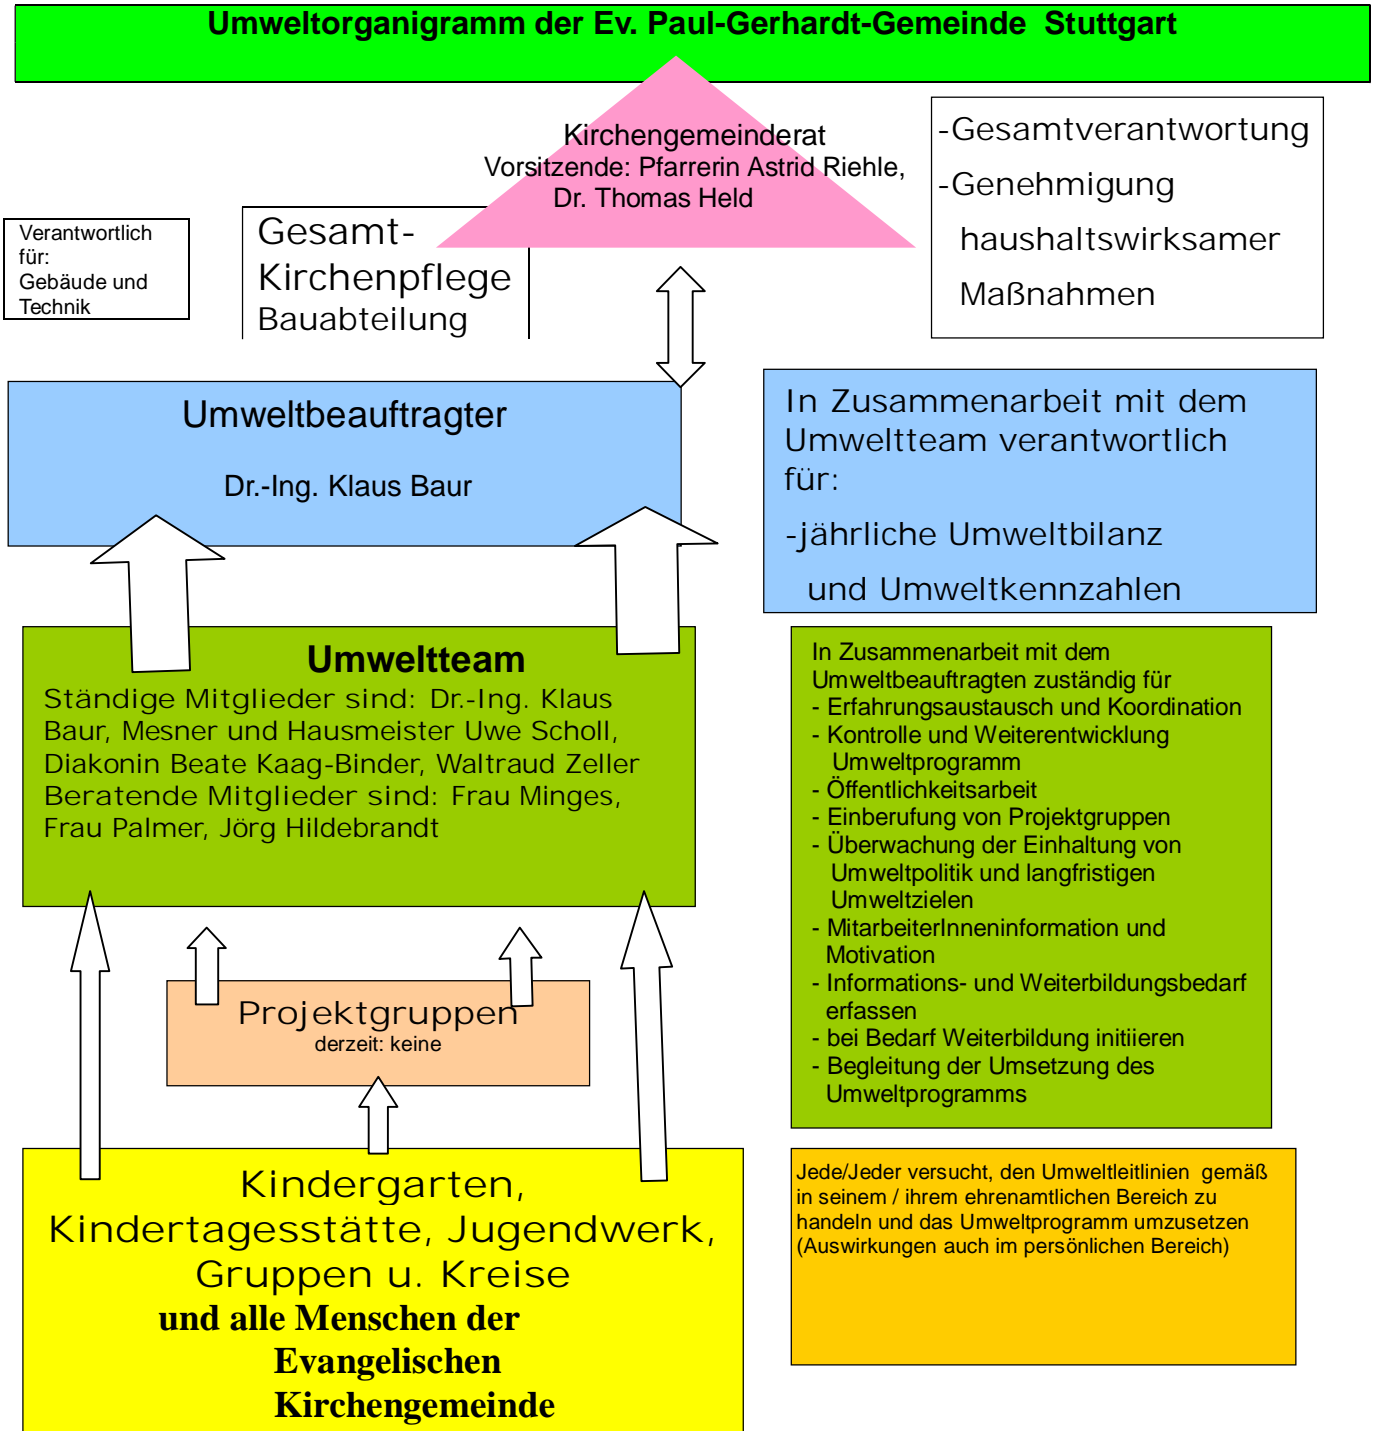 Umweltorganigramm der Ev. Paul-Gerhardt-Gemeinde Stuttgart
Kirchengemeinderat
Vorsitzende: Pfarrerin Astrid Riehle,
Dr. Thomas Held
-Gesamtverantwortung
-Genehmigung
haushaltswirksamer
Maßnahmen
Verantwortlich
für:
Gebäude und
Technik
Gesamt-
Kirchenpflege
Bauabteilung
Umweltbeauftragter
Dr.-Ing. Klaus Baur
In Zusammenarbeit mit dem
Umweltteam verantwortlich
für:
-jährliche Umweltbilanz
und Umweltkennzahlen
Umweltteam
Ständige Mitglieder sind: Dr.-Ing. Klaus
Baur, Mesner und Hausmeister Uwe Scholl,
Diakonin Beate Kaag-Binder, Waltraud Zeller
Beratende Mitglieder sind: Frau Minges,
Frau Palmer, Jörg Hildebrandt
In Zusammenarbeit mit dem
Umweltbeauftragten zuständig für
- Erfahrungsaustausch und Koordination
- Kontrolle und Weiterentwicklung
Umweltprogramm
- Öffentlichkeitsarbeit
- Einberufung von Projektgruppen
- Überwachung der Einhaltung von
Umweltpolitik und langfristigen
Umweltzielen
- MitarbeiterInneninformation und
Motivation
- Informations- und Weiterbildungsbedarf
erfassen
- bei Bedarf Weiterbildung initiieren
- Begleitung der Umsetzung des
Umweltprogramms
Projektgruppen
derzeit: keine
Kindergarten,
Kindertagesstätte, Jugendwerk,
Gruppen u. Kreise
und alle Menschen der
Evangelischen
Kirchengemeinde
Jede/Jeder versucht, den Umweltleitlinien gemäß
in seinem / ihrem ehrenamtlichen Bereich zu
handeln und das Umweltprogramm umzusetzen
(Auswirkungen auch im persönlichen Bereich)